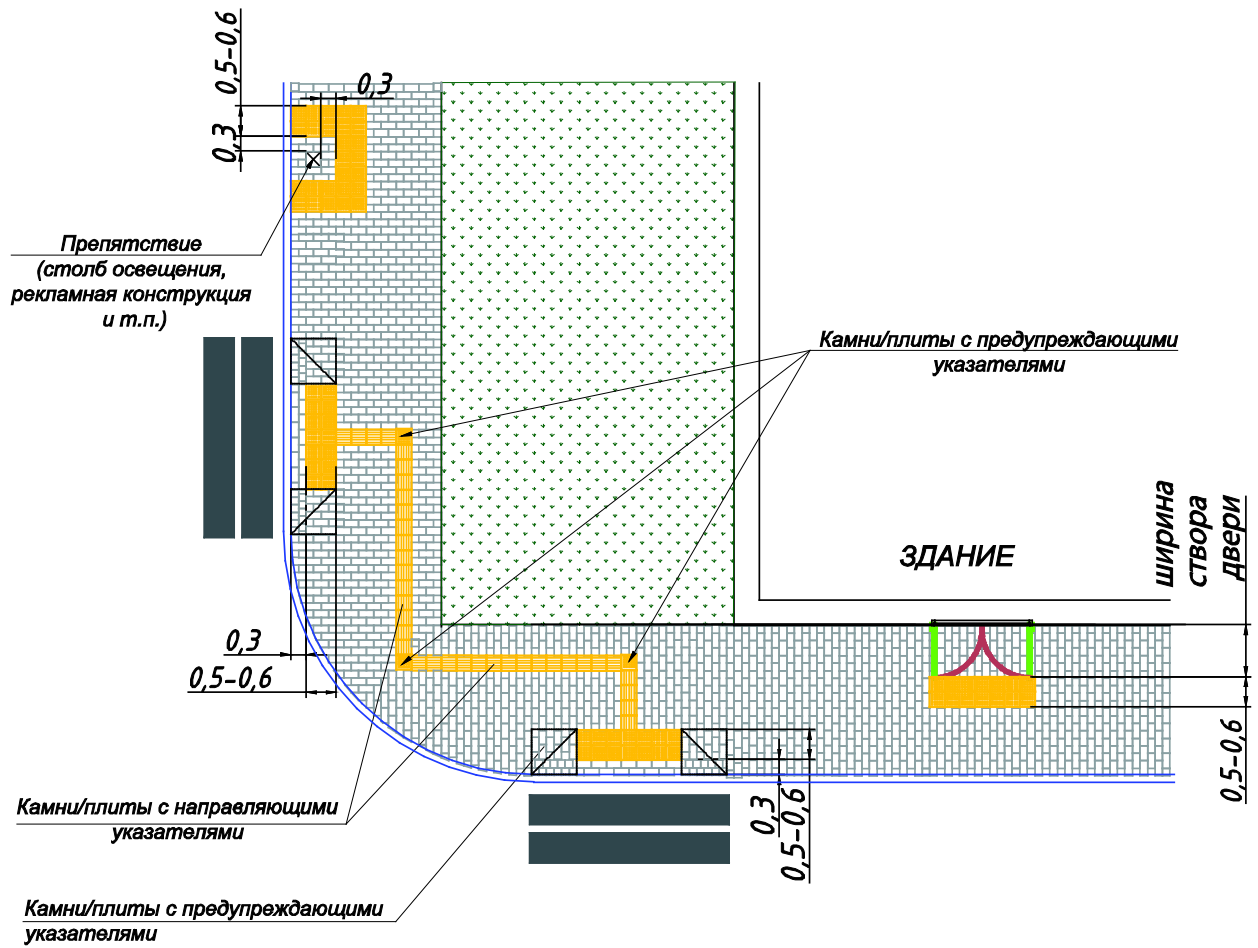 0,5-0,6
0,3
0,3
Препятствие
(столб освещения,
рекламная конструкция
и т.п.)
Камни/плиты с предупреждающими
указателями
ЗДАНИЕ
ширина
створа
двери
0,3
0,5-0,6
0,5-0,6
0,3
0,5-0,6
Камни/плиты с направляющими
указателями
Камни/плиты с предупреждающими
указателями